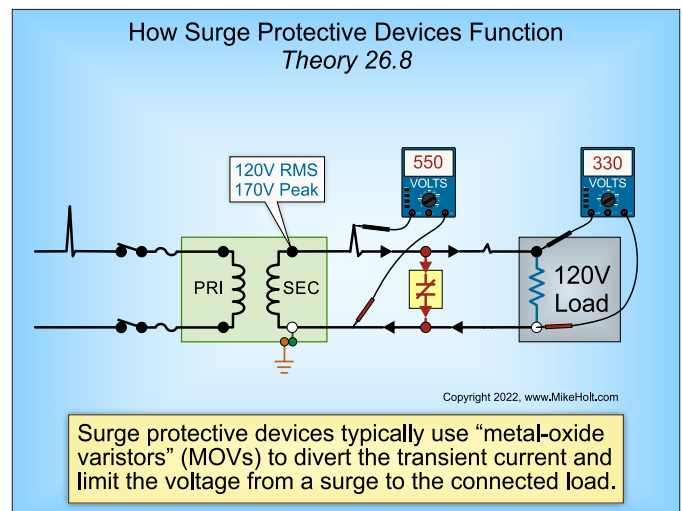 How Surge Protective Devices Function
Theory 26.8
120V RMS
170V Peak
550
VOLTS
330
VOLTS
PRI
SEC
120V
Load
Copyright 2022, www.MikeHolt.com
Surge protective devices typically use “metal-oxide
varistors” (MOVs) to divert the transient current and
limit the voltage from a surge to the connected load.